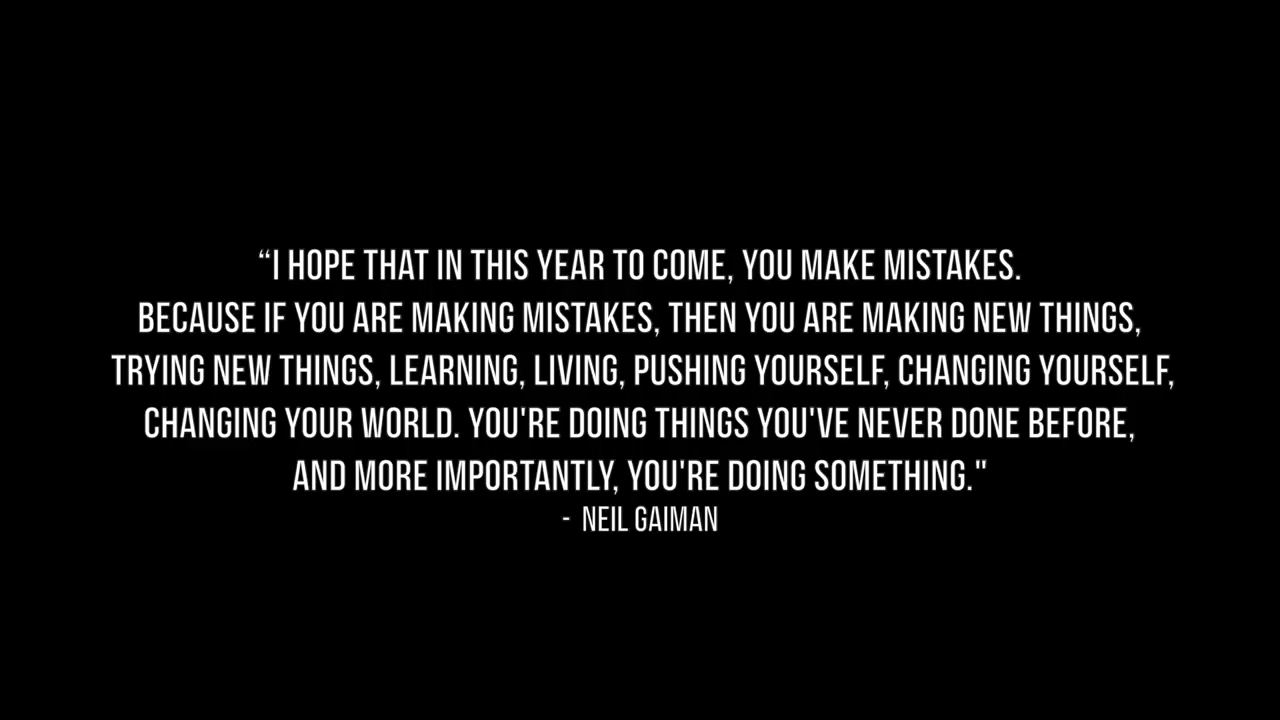 “I HOPE THAT IN THIS YEAR TO COME, YOU MAKE MISTAKES.
BECAUSE IF YOU ARE MAKING MISTAKES, THEN YOU ARE MAKING NEW THINGS,
TRYING NEW THINGS, LEARNING, LIVING, PUSHING YOURSELF, CHANGING YOURSELF,
CHANGING YOUR WORLD. YOU'RE DOING THINGS YOU'VE NEVER DONE BEFORE,
AND MORE IMPORTANTLY, YOU'RE DOING SOMETHING."
- NEIL GAIMAN